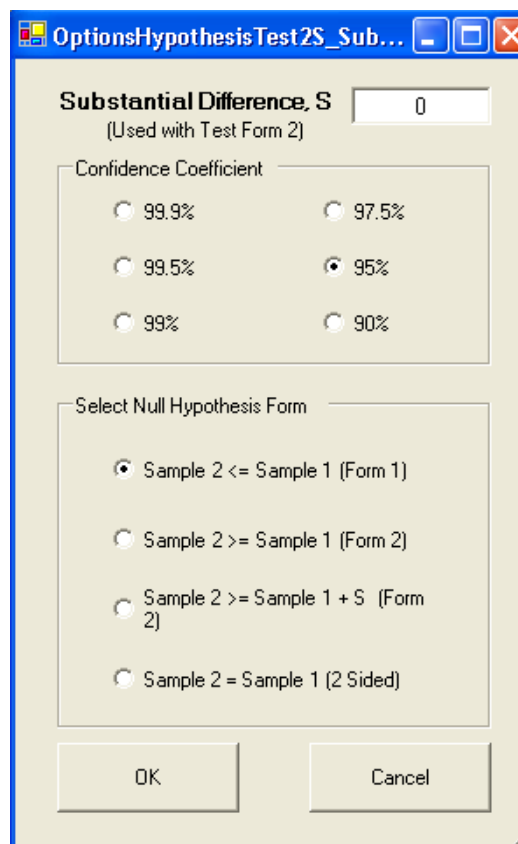 OptionsHypothesisTest2S_Sub...
Substantial Difference, S
0
(Used with Test Form 2)
Confidence Coefficient
99.9%
97.5%
99.5%
95%
99%
90%
Select Null Hypothesis Form
Sample 2 <= Sample 1 (Form 1)
Sample 2 >= Sample 1 (Form 2)
Sample 2 >= Sample 1 + S (Form
2)
Sample 2 = Sample 1 (2 Sided)
OK
Cancel